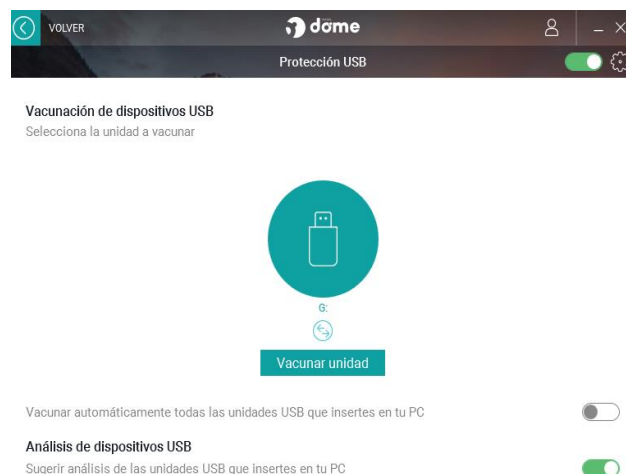 VOLVER
dome
Protección USB
Vacunación de dispositivos USB
Selecciona la unidad a vacunar
G:
Vacunar unidad
Vacunar automáticamente todas las unidades USB que insertes en tu PC
Análisis de dispositivos USB
Sugerir análisis de las unidades USB que insertes en tu PC